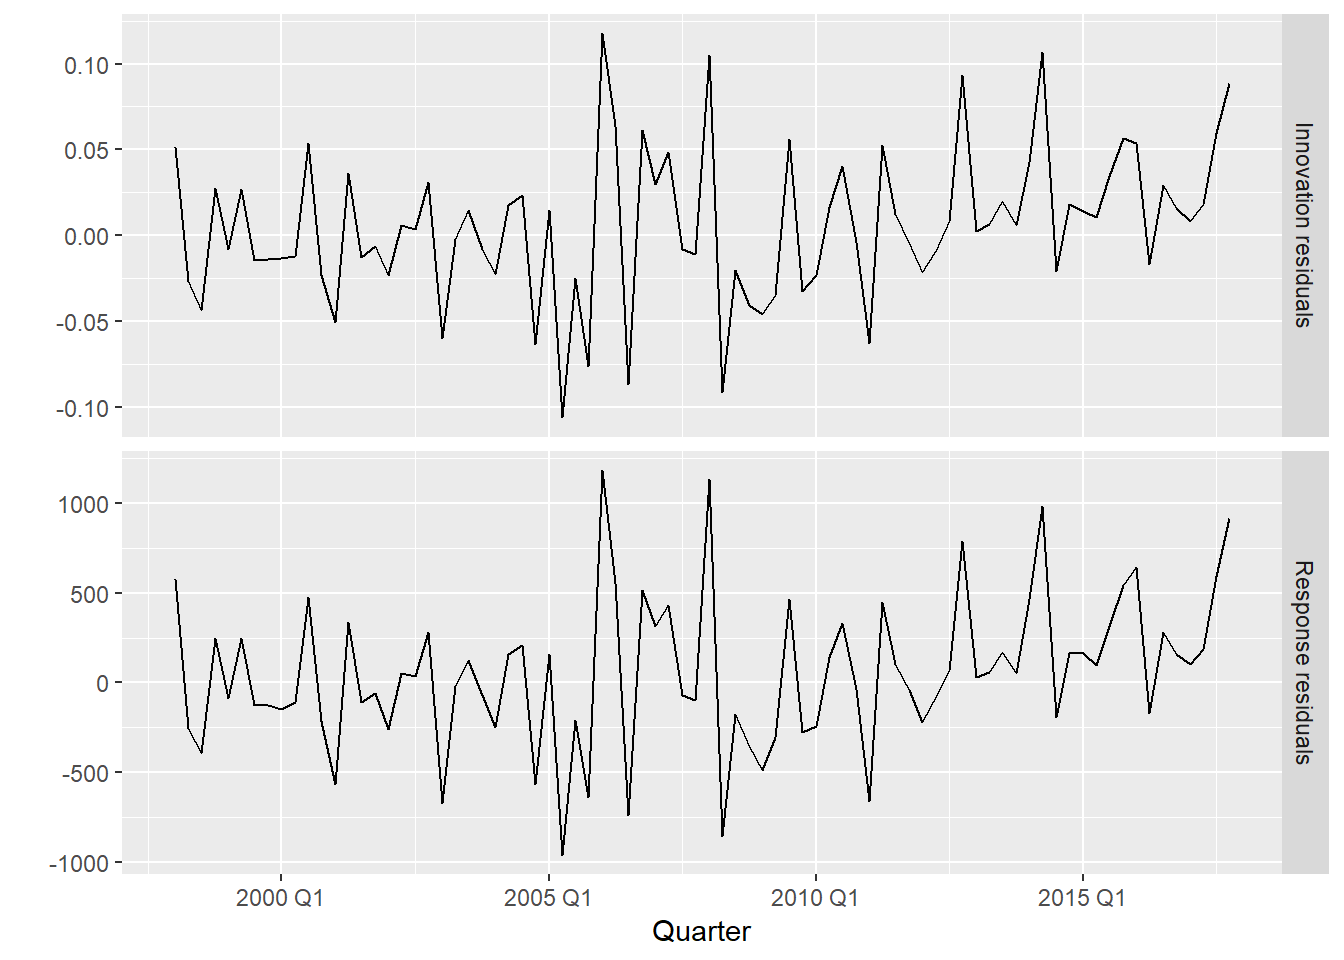 0.10
0.05
0.00
-0.05
-0.10
Innovation residuals
1000
500
0
-500
-1000
Response residuals
2000 Q1
2005 Q1
2010 Q1
2015 Q1
Quarter